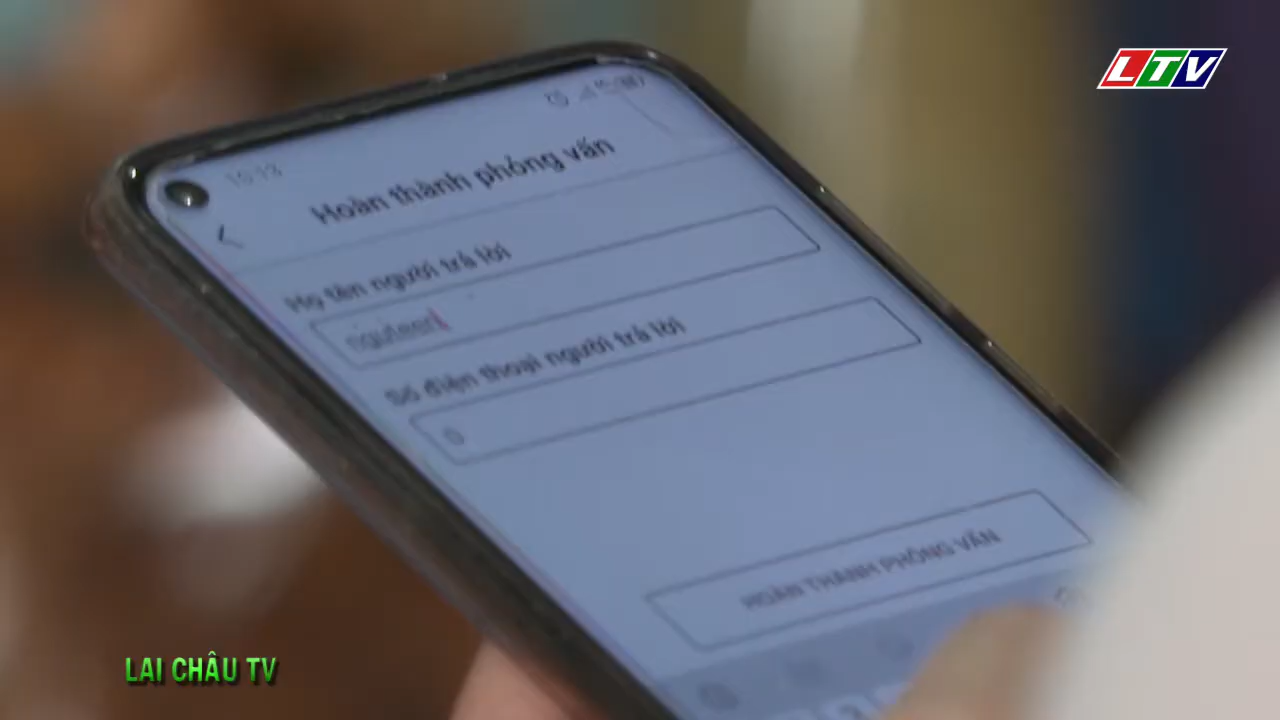 LTV
Hoàn thành phỏng vấn
Họ tên người trả lời
Số điện thoại người trả lời
0
HOÀN THÀNH PHỎNG VẤN
LAI CHÂU TV